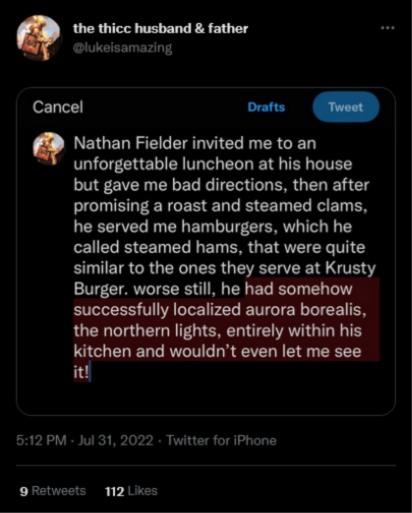 the thicc husband & father
@lukeisamazing
Cancel
Drafts
Tweet
Nathan Fielder invited me to an
unforgettable luncheon at his house
but gave me bad directions, then after
promising a roast and steamed clams,
he served me hamburgers, which he
called steamed hams, that were quite
similar to the ones they serve at Krusty
Burger. worse still, he had somehow
successfully localized aurora borealis,
the northern lights, entirely within his
kitchen and wouldn't even let me see
it!
5:12 PM · Jul 31, 2022 · Twitter for iPhone
9 Retweets 112 Likes